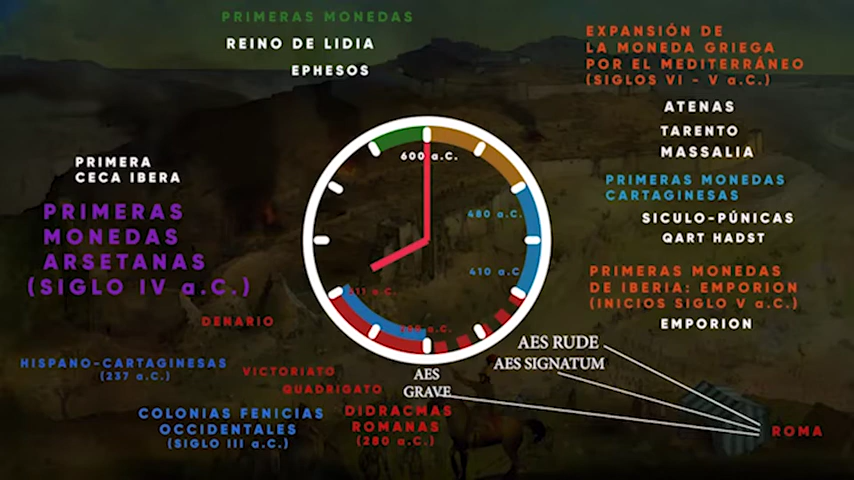 PRIMERAS MONEDAS
REINO DE LIDIA
EPHESOS
EXPANSIÓN DE
LA MONEDA GRIEGA
POR EL MEDITERRÁNEO
(SIGLOS VI - V a.C.)
ATENAS
TARENTO
MASSALIA
600 a.C.
PRIMERA
CECA IBERA
PRIMERAS MONEDAS
CARTAGINESAS
SICULO-PÚNICAS
QART HADST
480 a.C.
PRIMERAS
MONEDAS
ARSETANAS
(SIGLO IV a.C.)
410 a.C.
PRIMERAS MONEDAS
DE IBERIA: EMPORION
(INICIOS SIGLO V a.C.)
EMPORION
211 a.C.
DENARIO
a.C.
AES RUDE
AES SIGNATUM
HISPANO-CARTAGINESAS
(237 a.C.)
VICTORIATO
QUADRIGATO
AES
GRAVE
COLONIAS FENICIAS
OCCIDENTALES
(SIGLO III a.C.)
DIDRACMAS
ROMANAS
(280 a.C.)
ROMA